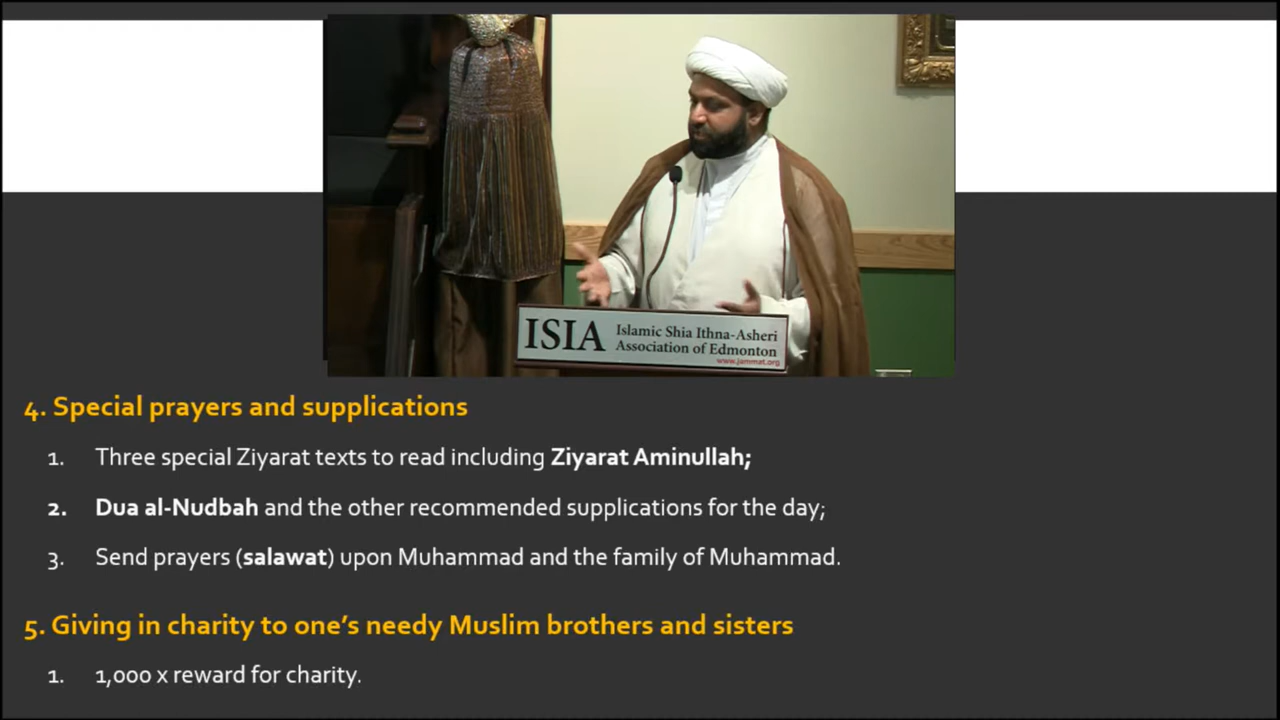 ISIA Islamic Shia Ithna-Asheri
Association of Edmonton
www.jammat.org
4. Special prayers and supplications
1. Three special Ziyarat texts to read including Ziyarat Aminullah;
2. Dua al-Nudbah and the other recommended supplications for the day;
3. Send prayers (salawat) upon Muhammad and the family of Muhammad.
5. Giving in charity to one's needy Muslim brothers and sisters
1. 1,000 x reward for charity.